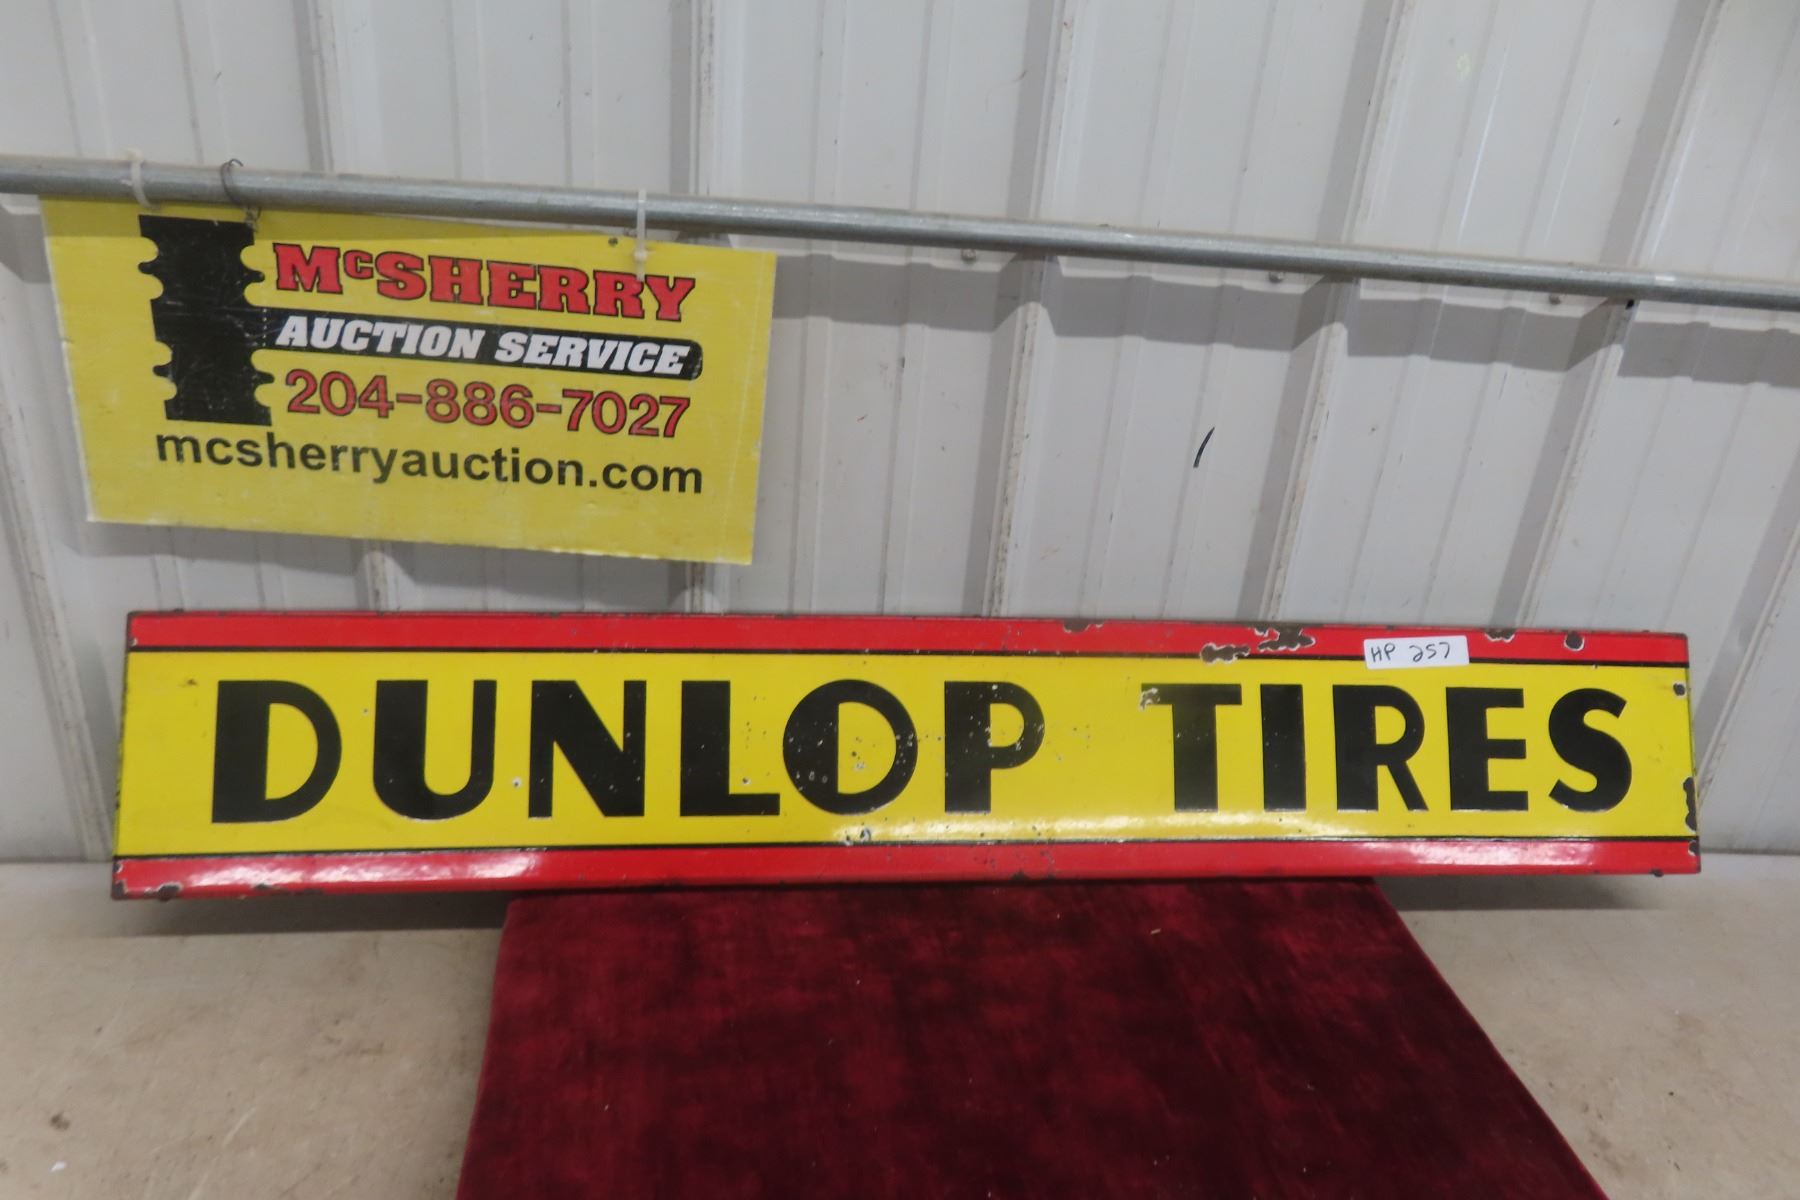 McSHERRY
AUCTION SERVICE
204-886-7027
mcsherryauction.com
HP 257
DUNLOP TIRES